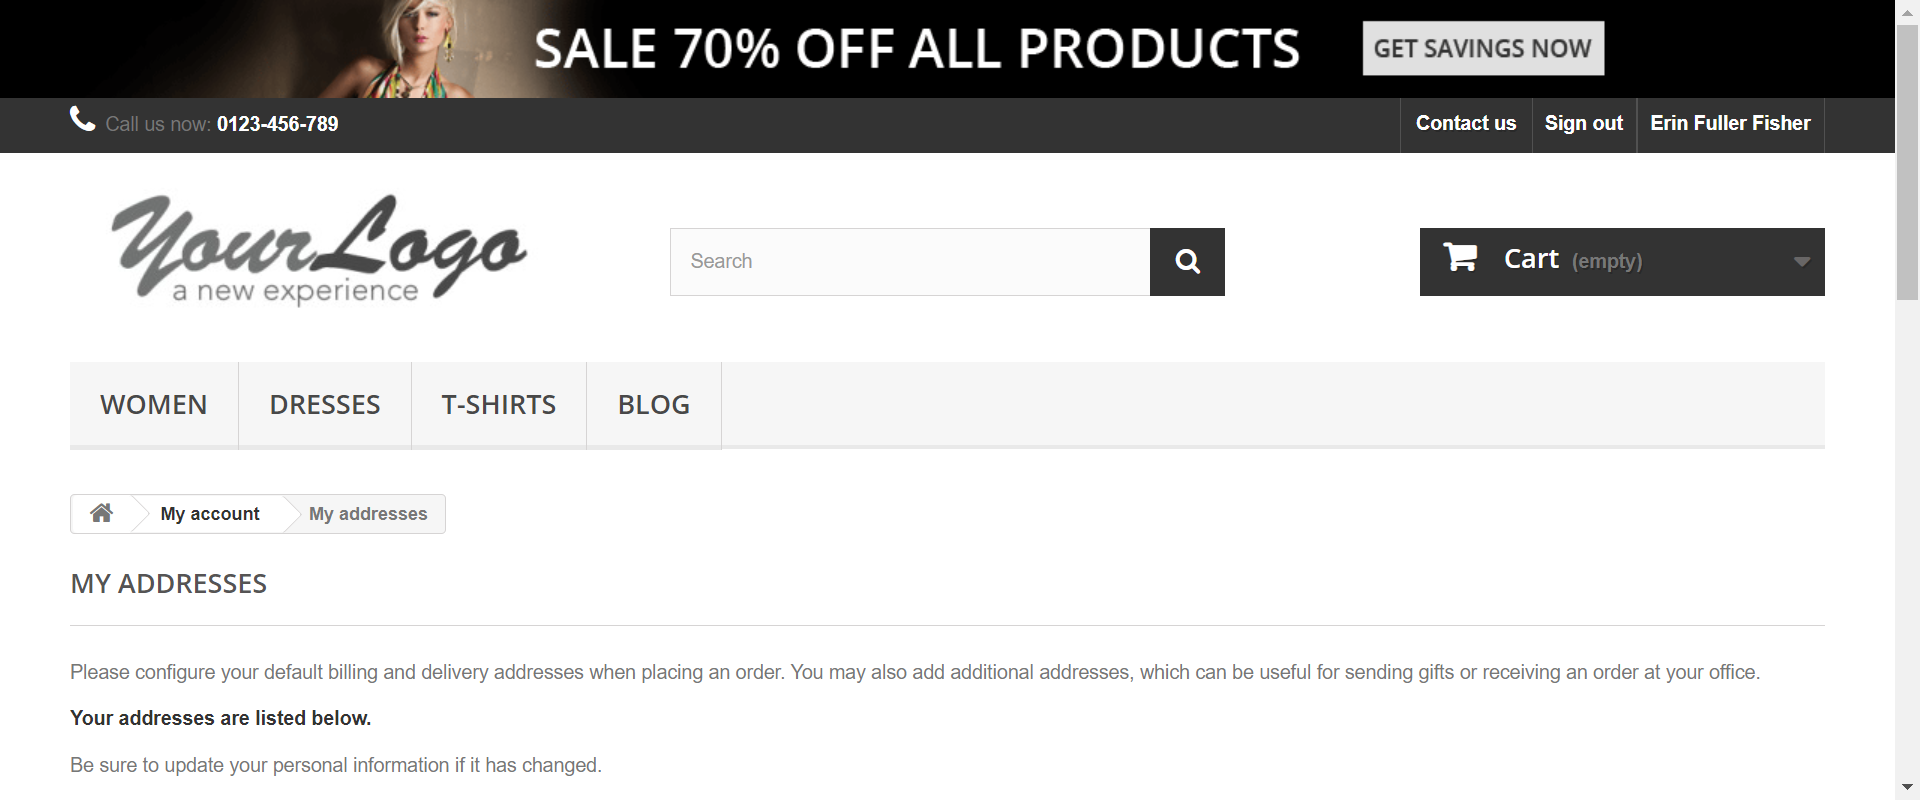 SALE 70% OFF ALL PRODUCTS GET SAVINGS NOW
Call us now: 0123-456-789 Contact us Sign out Erin Fuller Fisher
Your Logo
a new experience
Search
Cart (empty)
WOMEN DRESSES T-SHIRTS BLOG
My account My addresses
MY ADDRESSES
Please configure your default billing and delivery addresses when placing an order. You may also add additional addresses, which can be useful for sending gifts or receiving an order at your office.
Your addresses are listed below.
Be sure to update your personal information if it has changed.